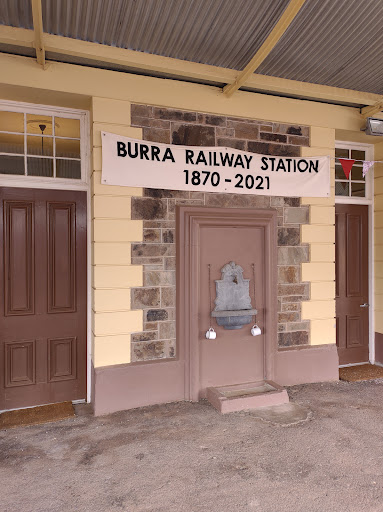 BURRA RAILWAY STATION
1870 - 2021